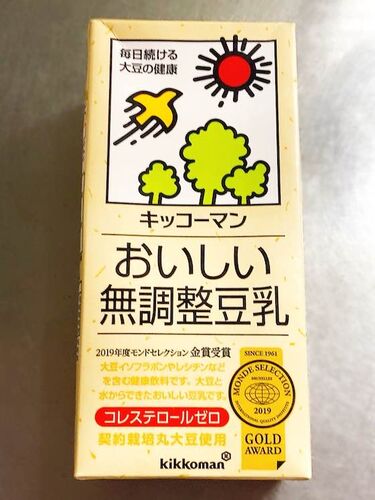 毎日続ける
大豆の健康
キッコーマン
おいしい
無調整豆乳
2019年度モンドセレクション金賞受賞
大豆イソフラボンやレシチンなど
を含む健康飲料です。大豆と
水からできたおいしい豆乳です。
コレステロールゼロ
契約栽培丸大豆使用
SINCE 1961
MONDE SELECTION
BRUXELLES
2019
INTERNATIONAL QUALITY INSTITUTE
GOLD
AWARD
kikkoman®